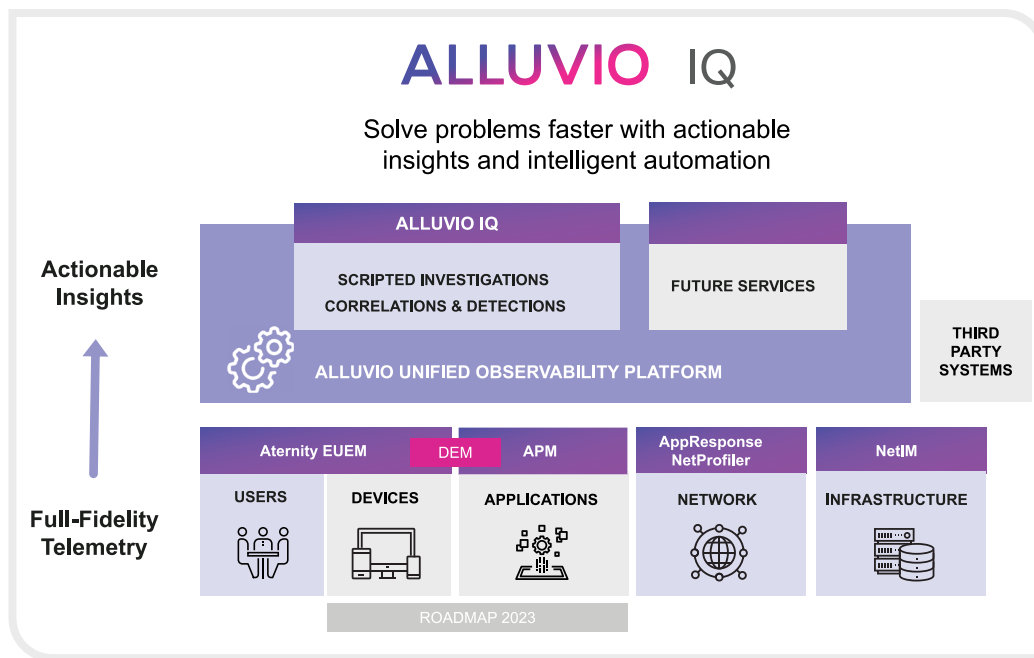 ALLUVIO IQ
Solve problems faster with actionable
insights and intelligent automation
Actionable
Insights
ALLUVIO IQ
SCRIPTED INVESTIGATIONS
CORRELATIONS & DETECTIONS
FUTURE SERVICES
ALLUVIO UNIFIED OBSERVABILITY PLATFORM
THIRD
PARTY
SYSTEMS
Full-Fidelity
Telemetry
Aternity EUEM
DEM
APM
AppResponse
NetProfiler
NetIM
USERS
DEVICES
APPLICATIONS
NETWORK
INFRASTRUCTURE
ROADMAP 2023